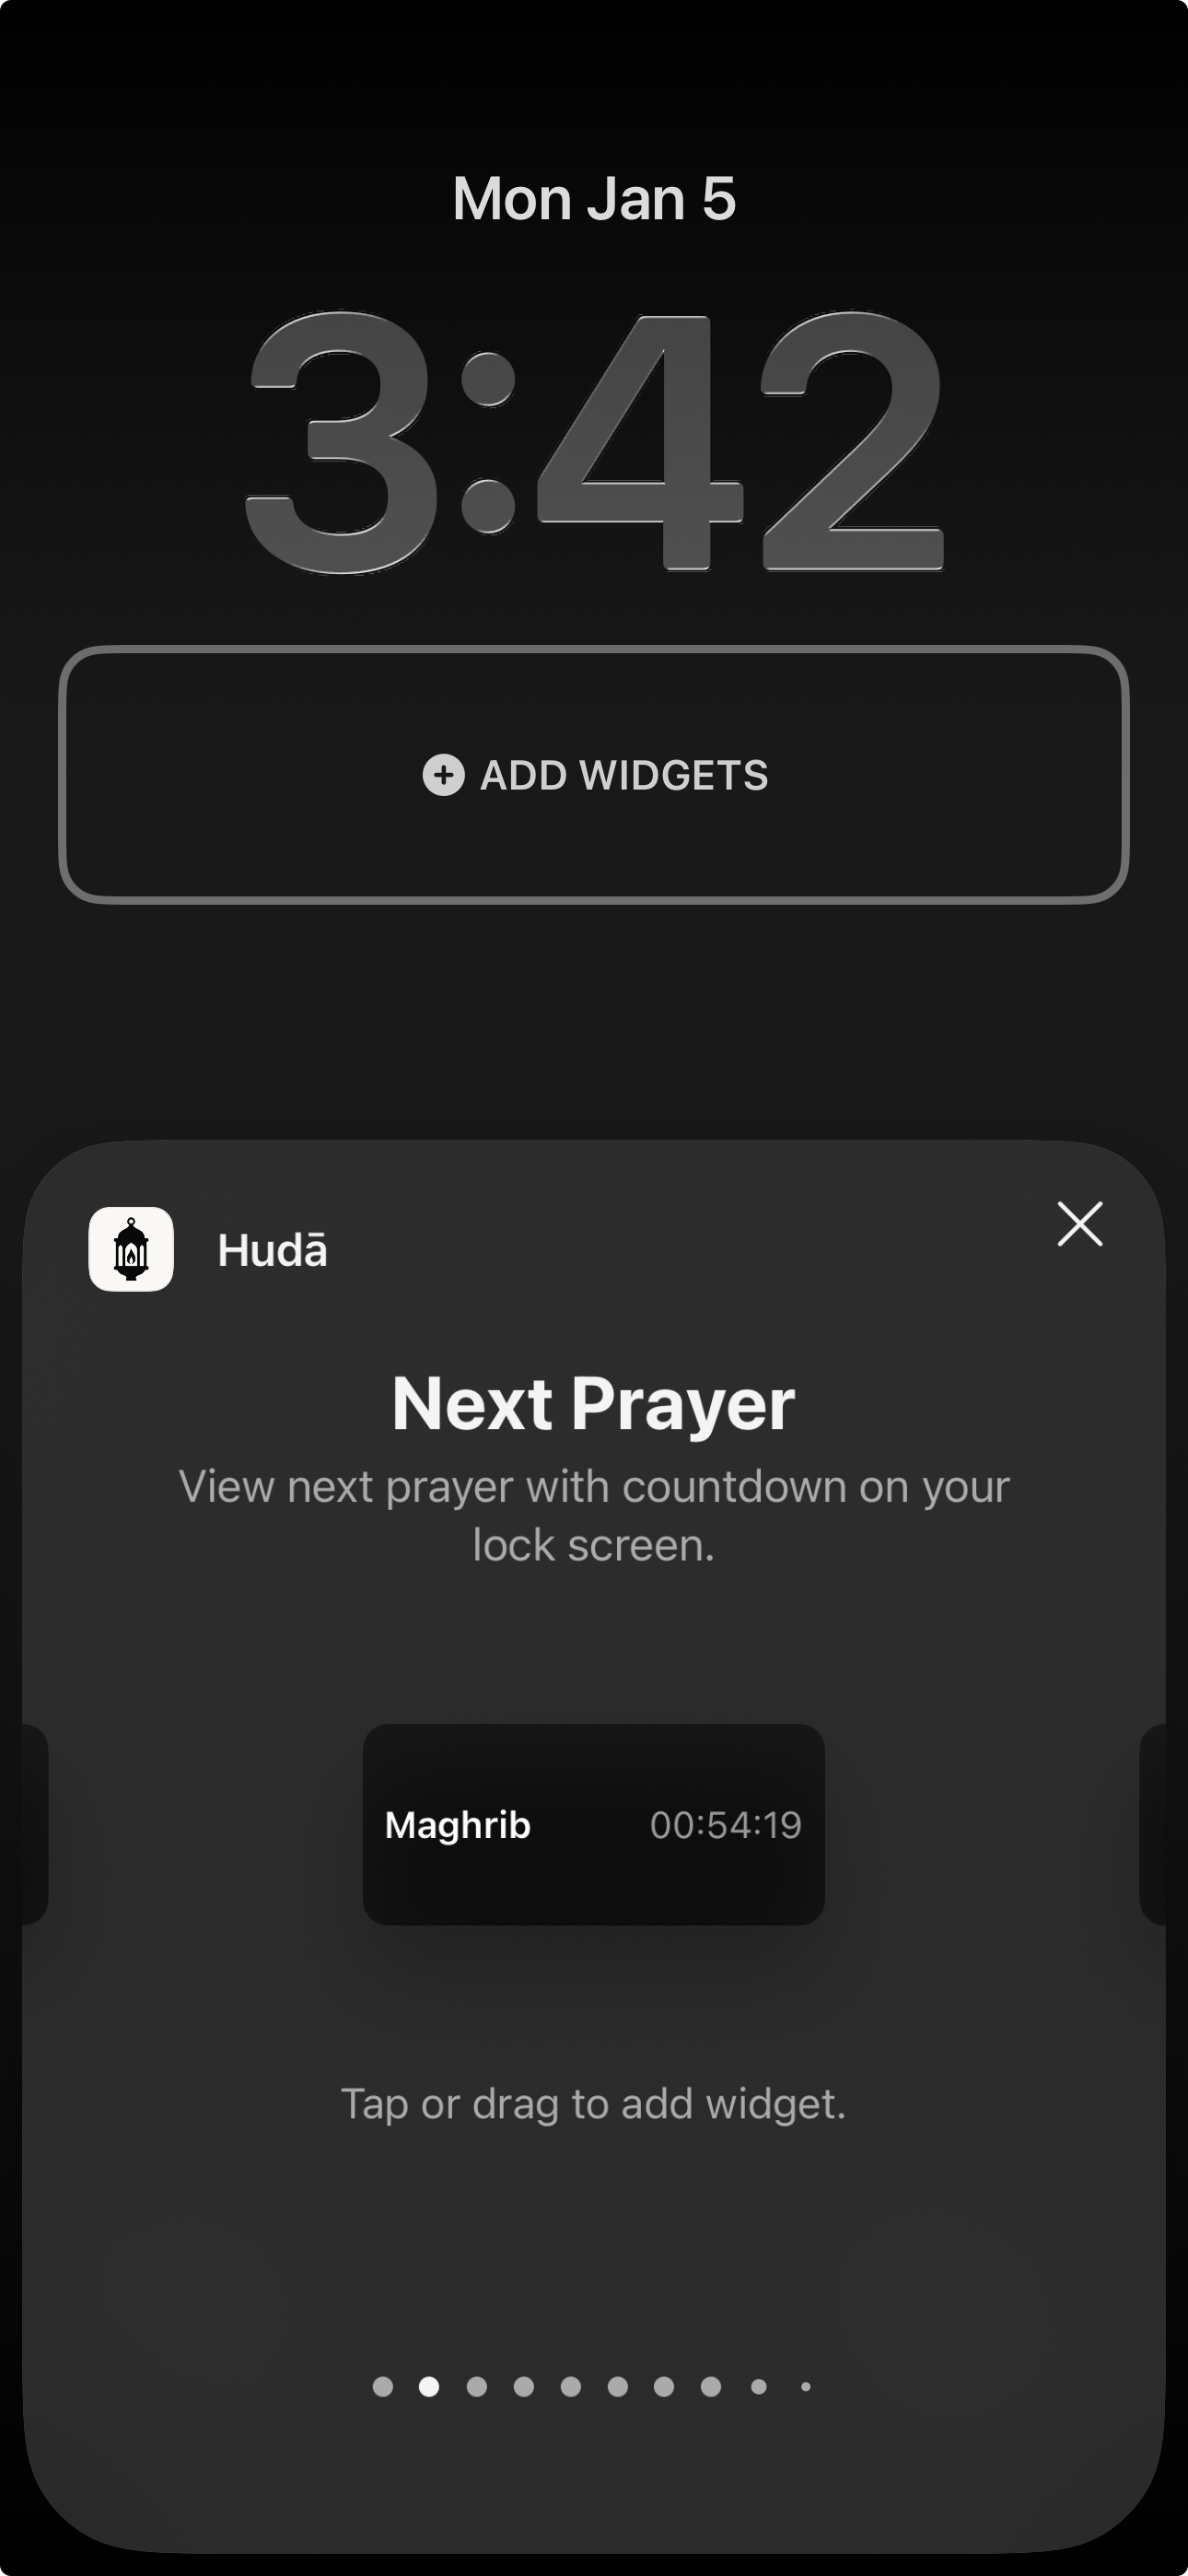 Mon Jan 5
3:42
ADD WIDGETS
Hudā
Next Prayer
View next prayer with countdown on your
lock screen.
Maghrib 00:54:19
Tap or drag to add widget.